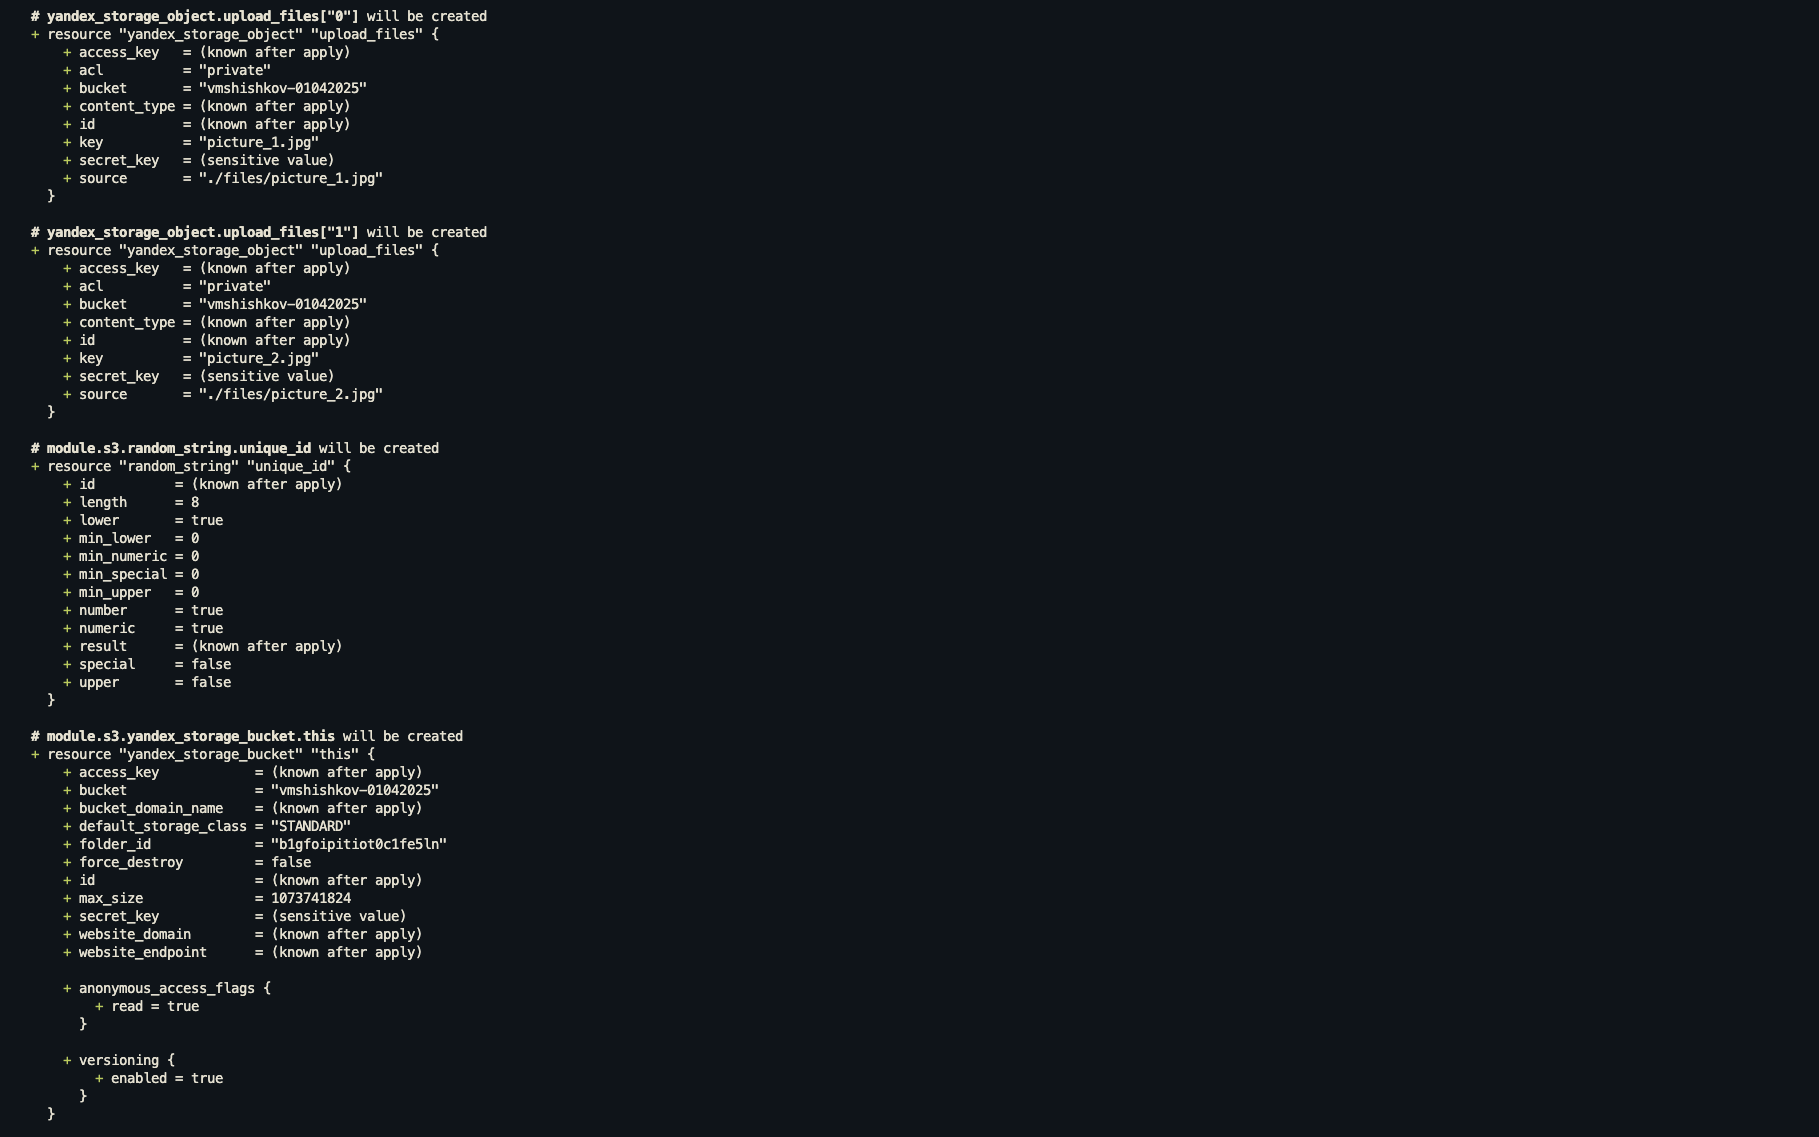 # yandex_storage_object.upload_files["0"] will be created
+ resource "yandex_storage_object" "upload_files" {
+ access_key   = (known after apply)
+ acl          = "private"
+ bucket       = "vmshishkov-01042025"
+ content_type = (known after apply)
+ id           = (known after apply)
+ key          = "picture_1.jpg"
+ secret_key   = (sensitive value)
+ source       = "./files/picture_1.jpg"
}
# yandex_storage_object.upload_files["1"] will be created
+ resource "yandex_storage_object" "upload_files" {
+ access_key   = (known after apply)
+ acl          = "private"
+ bucket       = "vmshishkov-01042025"
+ content_type = (known after apply)
+ id           = (known after apply)
+ key          = "picture_2.jpg"
+ secret_key   = (sensitive value)
+ source       = "./files/picture_2.jpg"
}
# module.s3.random_string.unique_id will be created
+ resource "random_string" "unique_id" {
+ id          = (known after apply)
+ length      = 8
+ lower       = true
+ min_lower   = 0
+ min_numeric = 0
+ min_special = 0
+ min_upper   = 0
+ number      = true
+ numeric     = true
+ result      = (known after apply)
+ special     = false
+ upper       = false
}
# module.s3.yandex_storage_bucket.this will be created
+ resource "yandex_storage_bucket" "this" {
+ access_key            = (known after apply)
+ bucket                = "vmshishkov-01042025"
+ bucket_domain_name    = (known after apply)
+ default_storage_class = "STANDARD"
+ folder_id             = "b1gfoipitiot0c1fe5ln"
+ force_destroy         = false
+ id                    = (known after apply)
+ max_size              = 1073741824
+ secret_key            = (sensitive value)
+ website_domain        = (known after apply)
+ website_endpoint      = (known after apply)
+ anonymous_access_flags {
+ read = true
}
+ versioning {
+ enabled = true
}
}